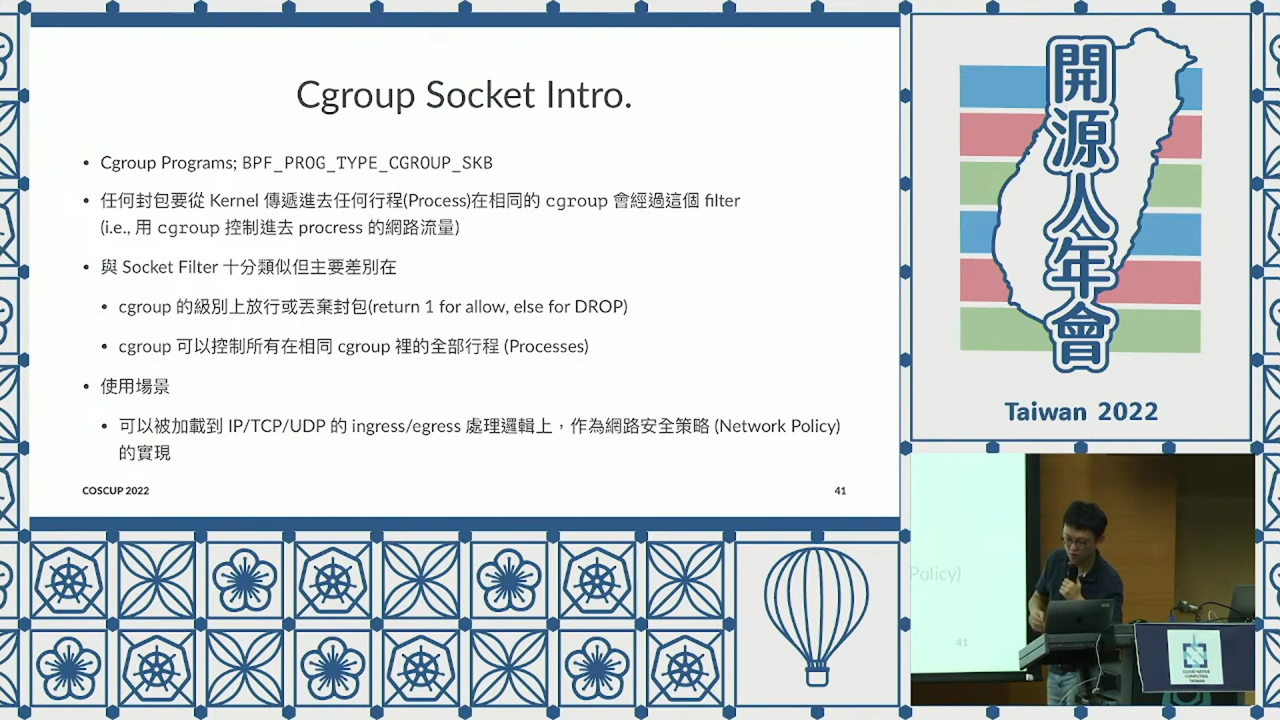 Cgroup Socket Intro.
• Cgroup Programs; BPF_PROG_TYPE_CGROUP_SKB
• 任何封包要從 Kernel 傳遞進去任何行程(Process)在相同的 cgroup 會經過這個 filter
(i.e., 用 cgroup 控制進去 procress 的網路流量)
• 與 Socket Filter 十分類似但主要差別在
• cgroup 的級別上放行或丟棄封包(return 1 for allow, else for DROP)
• cgroup 可以控制所有在相同 cgroup 裡的全部行程 (Processes)
• 使用場景
• 可以被加載到 IP/TCP/UDP 的 ingress/egress 處理邏輯上，作為網路安全策略 (Network Policy)
的實現
COSCUP 2022
41
開源人年會
Taiwan 2022
Policy)
41
CLOUD NATIVE
COMPUTING
TAIWAN